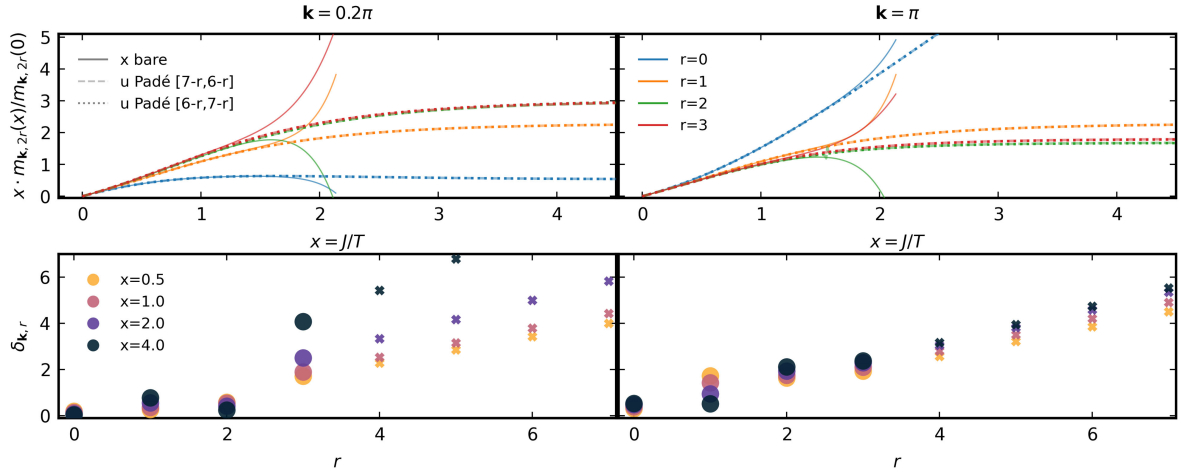 k = 0.2π
k = π
x · m_{k, 2r}(x)/m_{k, 2r}(0)
5
4
3
2
1
0
x bare
u Padé [7-r,6-r]
u Padé [6-r,7-r]
r=0
r=1
r=2
r=3
0 1 2 3 4
0 1 2 3 4
x = J/T
x = J/T
δ_{k, r}
6
4
2
0
x=0.5
x=1.0
x=2.0
x=4.0
0 2 4 6
0 2 4 6
r
r